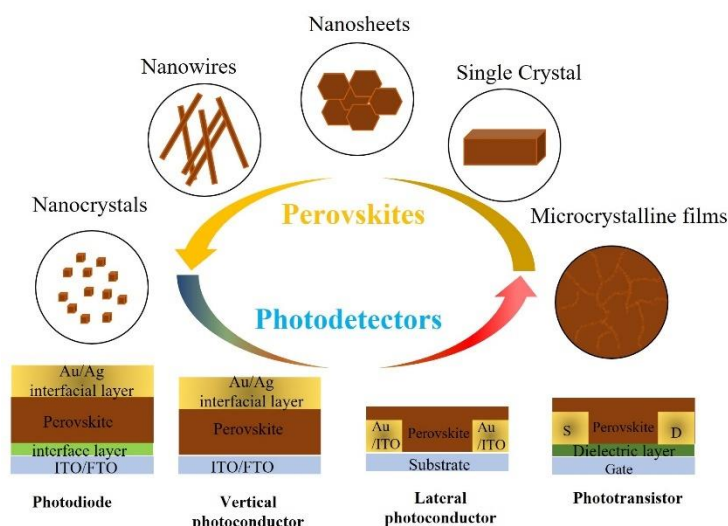 Nanosheets
Nanowires
Single Crystal
Nanocrystals
Perovskites
Microcrystalline films
Photodetectors
Au/Ag
interfacial layer
Perovskite
interface layer
ITO/FTO
Photodiode
Au/Ag
interfacial layer
Perovskite
ITO/FTO
Vertical
photoconductor
Au
/ITO
Perovskite
Au
/ITO
Substrate
Lateral
photoconductor
S
Perovskite
D
Dielectric layer
Gate
Phototransistor